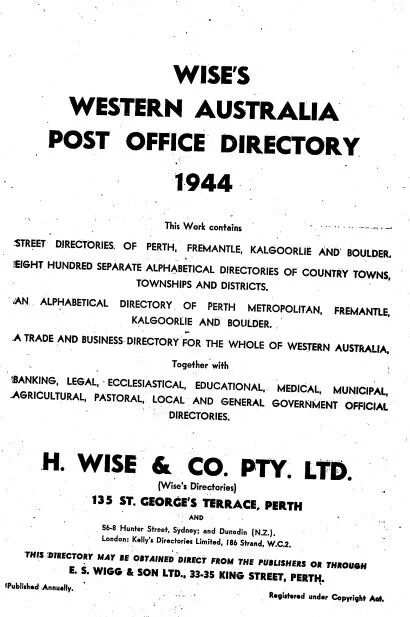 WISE'S
WESTERN AUSTRALIA
POST OFFICE DIRECTORY
1944
This Work contains
STREET DIRECTORIES. OF PERTH, FREMANTLE, KALGOORLIE AND BOULDER.
EIGHT HUNDRED SEPARATE ALPHABETICAL DIRECTORIES OF COUNTRY TOWNS,
TOWNSHIPS AND DISTRICTS.
AN ALPHABETICAL DIRECTORY OF PERTH METROPOLITAN, FREMANTLE,
KALGOORLIE AND BOULDER.
A TRADE AND BUSINESS DIRECTORY FOR THE WHOLE OF WESTERN AUSTRALIA,
Together with
BANKING, LEGAL, ECCLESIASTICAL, EDUCATIONAL, MEDICAL, MUNICIPAL,
AGRICULTURAL, PASTORAL, LOCAL AND GENERAL GOVERNMENT OFFICIAL
DIRECTORIES.
H. WISE & CO. PTY. LTD.
(Wise's Directories)
135 ST. GEORGE'S TERRACE, PERTH
AND
56-8 Hunter Street, Sydney; and Dunedin (N.Z.).
London: Kelly's Directories Limited, 186 Strand, W.C.2.
THIS DIRECTORY MAY BE OBTAINED DIRECT FROM THE PUBLISHERS OR THROUGH
E. S. WIGG & SON LTD., 33-35 KING STREET, PERTH.
Published Annually.
Registered under Copyright Act.